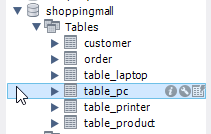 shoppingmall
Tables
customer
order
table_laptop
table_pc
table_printer
table_product